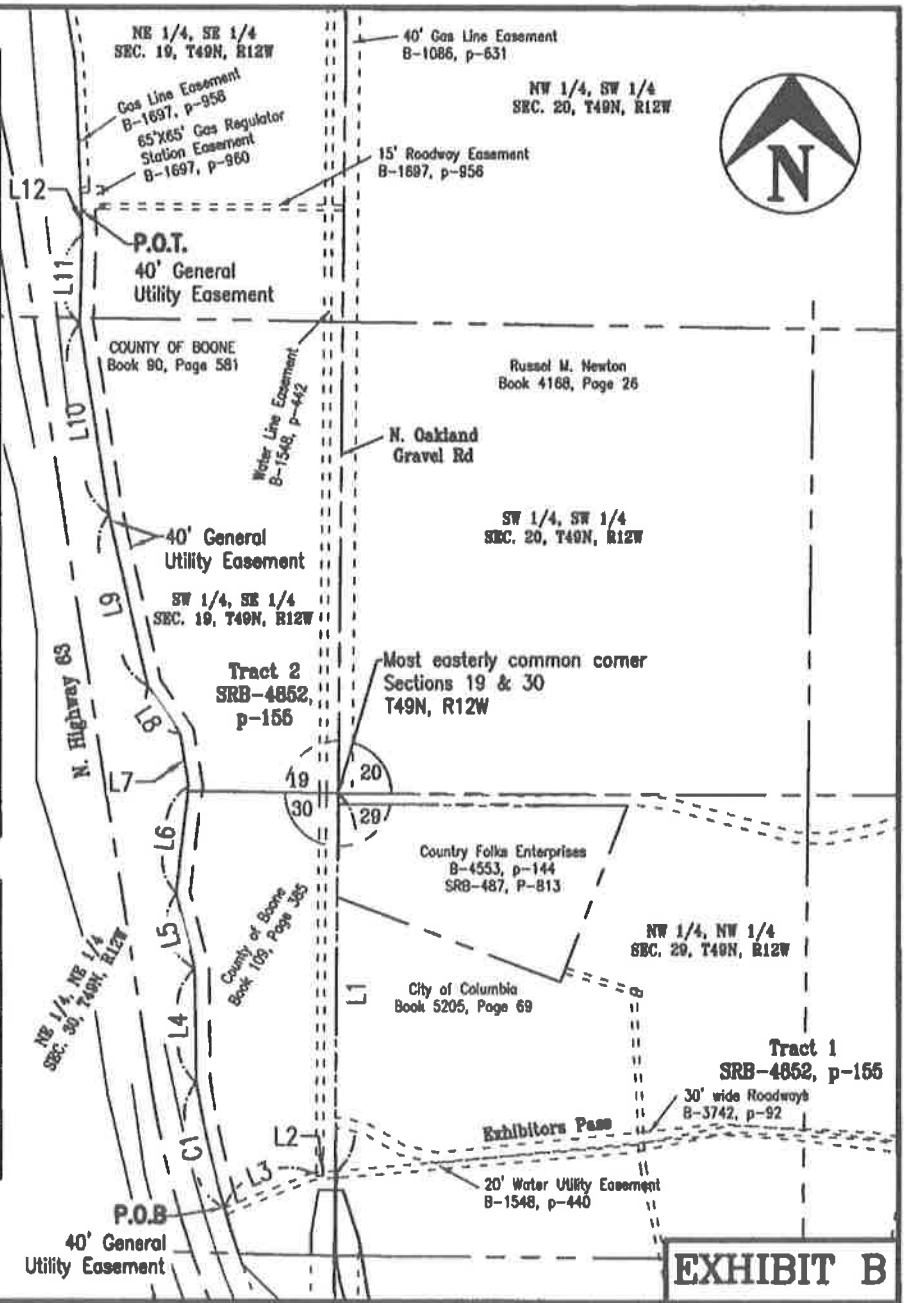 NE 1/4, SE 1/4
SEC. 19, T49N, R12W
40' Gas Line Easement
B-1086, p-631
NW 1/4, SW 1/4
SEC. 20, T49N, R12W
N
Gas Line Easement
B-1697, p-958
65'X65' Gas Regulator
Station Easement
B-1697, p-960
15' Roadway Easement
B-1697, p-956
L12
P.O.T.
40' General
Utility Easement
L11
COUNTY OF BOONE
Book 90, Page 581
Water Line Easement
B-1548, p-442
Russel M. Newton
Book 4168, Page 26
L10
N. Oakland
Gravel Rd
40' General
Utility Easement
SW 1/4, SW 1/4
SEC. 20, T49N, R12W
L9
SW 1/4, SE 1/4
SEC. 19, T49N, R12W
N. Highway 63
Tract 2
SRB-4852,
p-155
Most easterly common corner
Sections 19 & 30
T49N, R12W
L8
L7
19
20
30
29
L6
Country Folks Enterprises
B-4553, p-144
SRB-487, P-813
L5
County of Boone
Book 109, Page 385
NW 1/4, NW 1/4
SEC. 29, T49N, R12W
NE 1/4, NE 1/4
SEC. 30, T49N, R12W
L1
City of Columbia
Book 5205, Page 69
L4
Tract 1
SRB-4852, p-155
30' wide Roadways
B-3742, p-92
Exhibitors Pass
C1
L2
L3
20' Water Utility Easement
B-1548, p-440
P.O.B
40' General
Utility Easement
EXHIBIT B